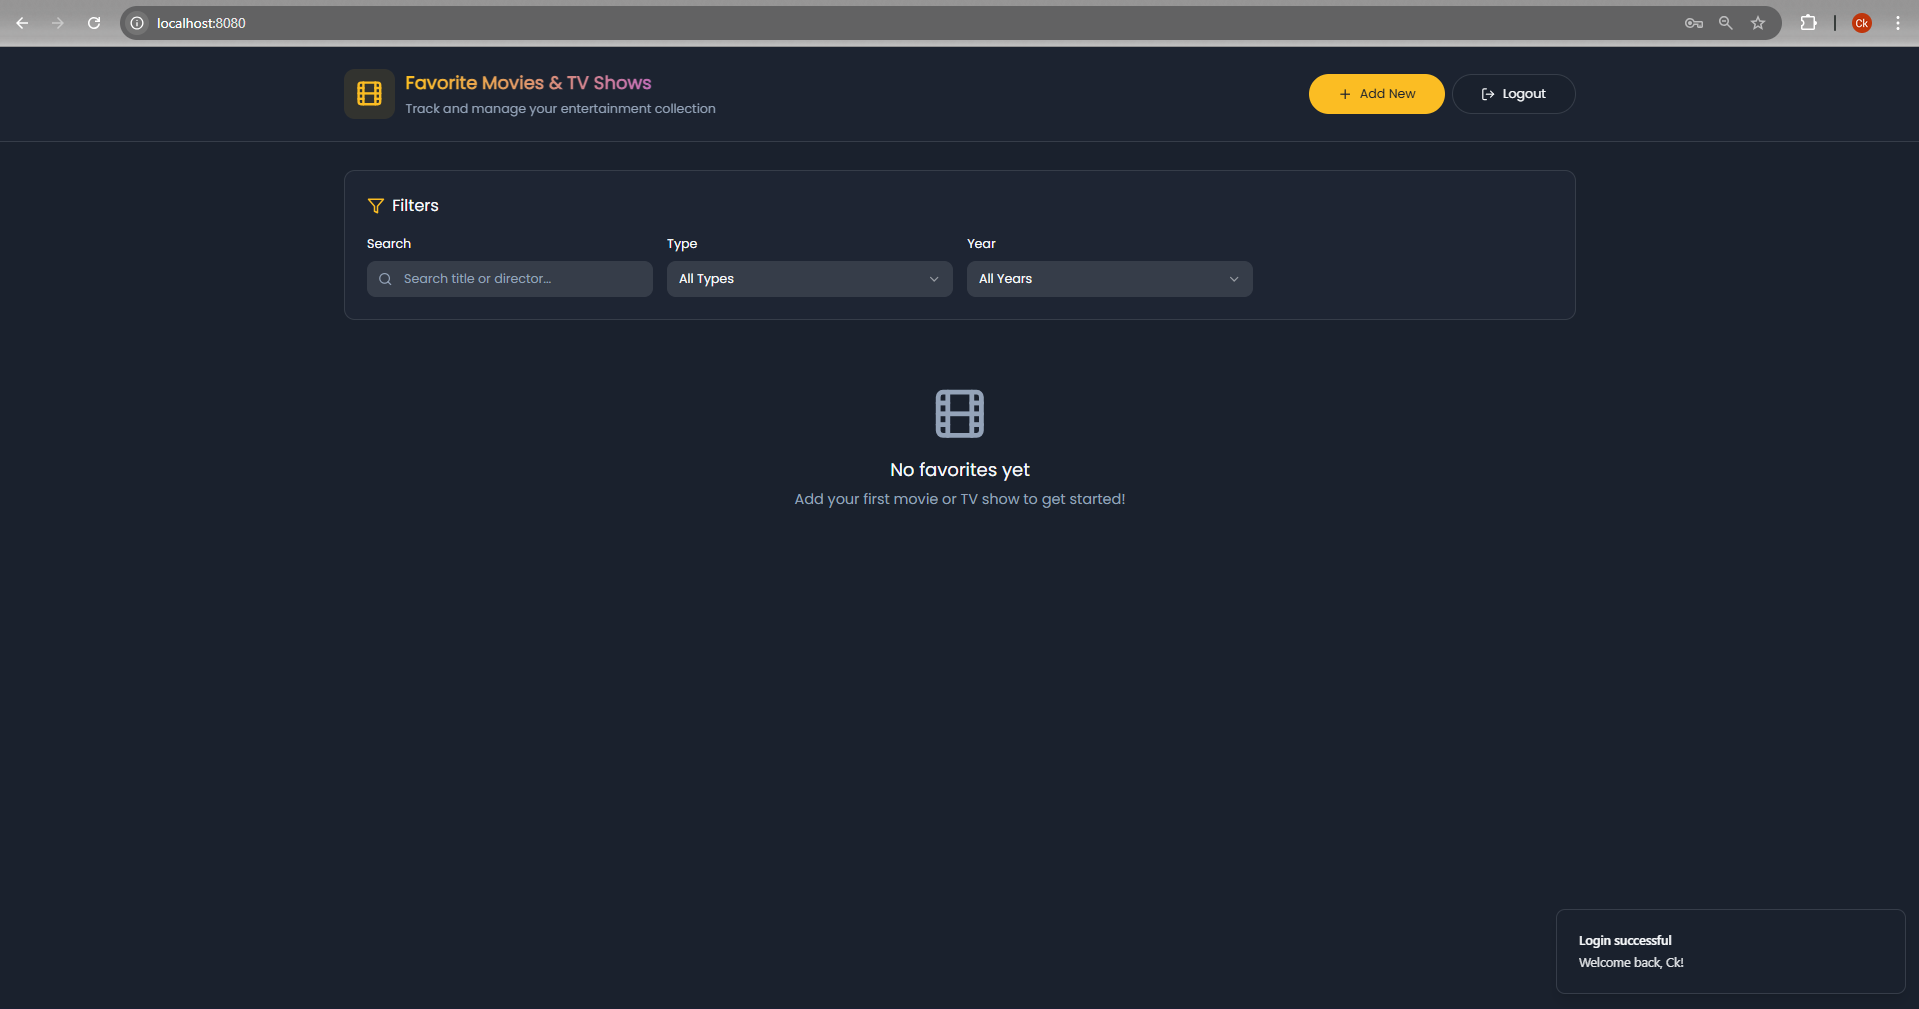 localhost:8080
Ck
Favorite Movies & TV Shows
Track and manage your entertainment collection
Add New
Logout
Filters
Search
Type
Year
Search title or director...
All Types
All Years
No favorites yet
Add your first movie or TV show to get started!
Login successful
Welcome back, Ck!